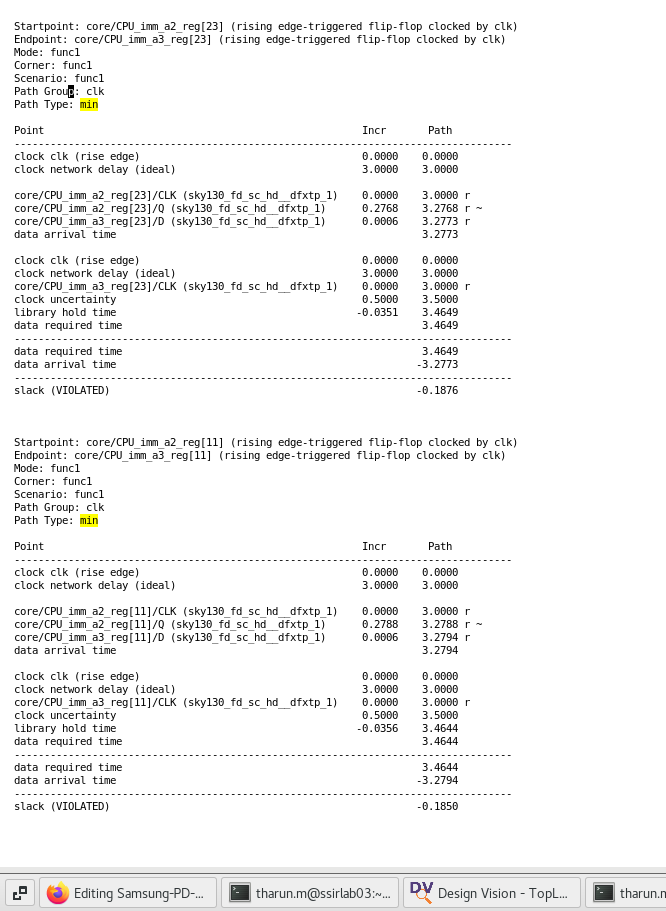 Startpoint: core/CPU_imm_a2_reg[23] (rising edge-triggered flip-flop clocked by clk)
Endpoint: core/CPU_imm_a3_reg[23] (rising edge-triggered flip-flop clocked by clk)
Mode: func1
Corner: func1
Scenario: func1
Path Group: clk
Path Type: min
Point Incr Path
--------------------------------------------------------------------------------
clock clk (rise edge) 0.0000 0.0000
clock network delay (ideal) 3.0000 3.0000
core/CPU_imm_a2_reg[23]/CLK (sky130_fd_sc_hd__dfxtp_1) 0.0000 3.0000 r
core/CPU_imm_a2_reg[23]/Q (sky130_fd_sc_hd__dfxtp_1) 0.2768 3.2768 r ~
core/CPU_imm_a3_reg[23]/D (sky130_fd_sc_hd__dfxtp_1) 0.0006 3.2773 r
data arrival time 3.2773
clock clk (rise edge) 0.0000 0.0000
clock network delay (ideal) 3.0000 3.0000
core/CPU_imm_a3_reg[23]/CLK (sky130_fd_sc_hd__dfxtp_1) 0.0000 3.0000 r
clock uncertainty 0.5000 3.5000
library hold time -0.0351 3.4649
data required time 3.4649
--------------------------------------------------------------------------------
data required time 3.4649
data arrival time -3.2773
--------------------------------------------------------------------------------
slack (VIOLATED) -0.1876
Startpoint: core/CPU_imm_a2_reg[11] (rising edge-triggered flip-flop clocked by clk)
Endpoint: core/CPU_imm_a3_reg[11] (rising edge-triggered flip-flop clocked by clk)
Mode: func1
Corner: func1
Scenario: func1
Path Group: clk
Path Type: min
Point Incr Path
--------------------------------------------------------------------------------
clock clk (rise edge) 0.0000 0.0000
clock network delay (ideal) 3.0000 3.0000
core/CPU_imm_a2_reg[11]/CLK (sky130_fd_sc_hd__dfxtp_1) 0.0000 3.0000 r
core/CPU_imm_a2_reg[11]/Q (sky130_fd_sc_hd__dfxtp_1) 0.2788 3.2788 r ~
core/CPU_imm_a3_reg[11]/D (sky130_fd_sc_hd__dfxtp_1) 0.0006 3.2794 r
data arrival time 3.2794
clock clk (rise edge) 0.0000 0.0000
clock network delay (ideal) 3.0000 3.0000
core/CPU_imm_a3_reg[11]/CLK (sky130_fd_sc_hd__dfxtp_1) 0.0000 3.0000 r
clock uncertainty 0.5000 3.5000
library hold time -0.0356 3.4644
data required time 3.4644
--------------------------------------------------------------------------------
data required time 3.4644
data arrival time -3.2794
--------------------------------------------------------------------------------
slack (VIOLATED) -0.1850
Editing Samsung-PD-... tharun.m@ssirlab03:~... DV Design Vision - TopL... tharun.m